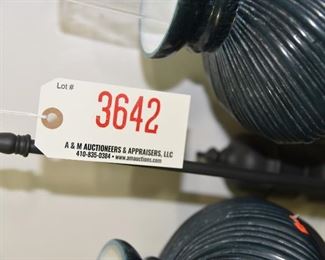 Lot #
3642
A & M AUCTIONEERS & APPRAISERS, LLC
410-835-0384 • www.amauctions.com